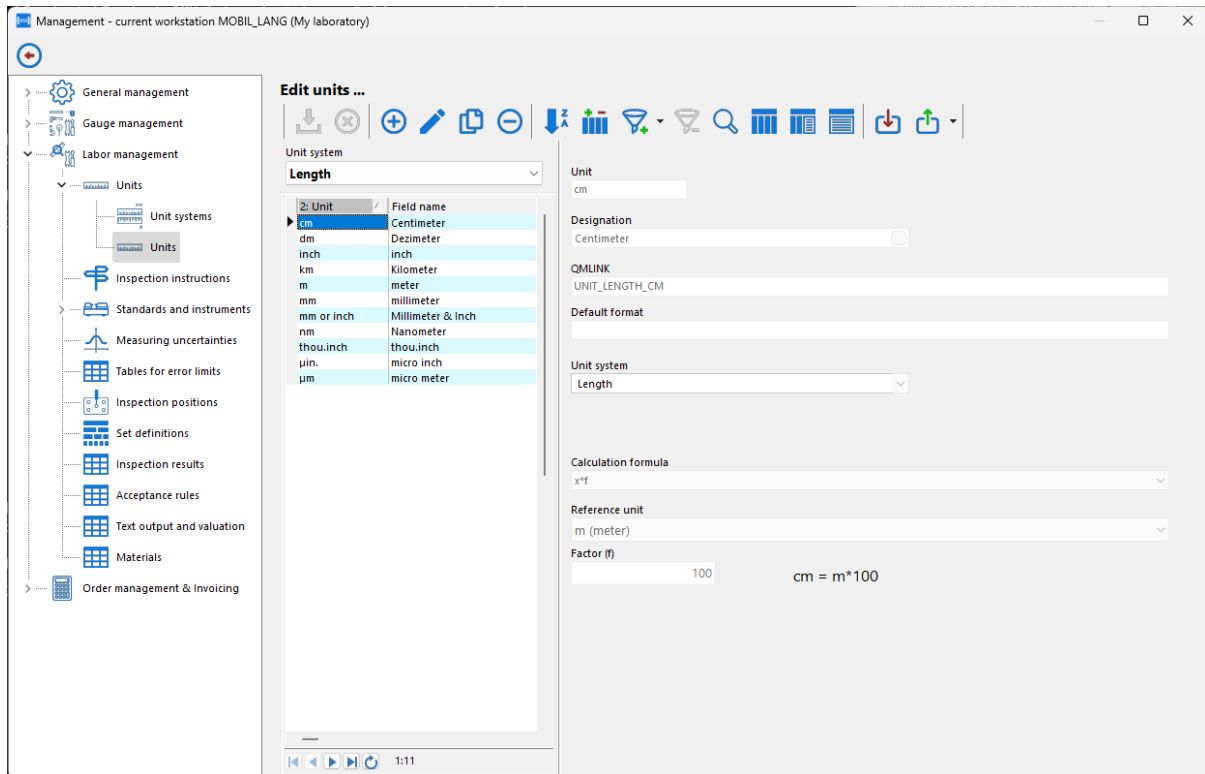 Management - current workstation MOBIL_LANG (My laboratory)
General management
Gauge management
Labor management
Units
Unit systems
Units
Inspection instructions
Standards and instruments
Measuring uncertainties
Tables for error limits
Inspection positions
Set definitions
Inspection results
Acceptance rules
Text output and valuation
Materials
Order management & Invoicing
Edit units ...
Unit system
Length
2: Unit Field name
cm Centimeter
dm Dezimeter
inch inch
km Kilometer
m meter
mm millimeter
mm or inch Millimeter & Inch
nm Nanometer
thou.inch thou.inch
µin. micro inch
µm micro meter
1:11
Unit
cm
Designation
Centimeter
QMLINK
UNIT_LENGTH_CM
Default format
Unit system
Length
Calculation formula
x*f
Reference unit
m (meter)
Factor (f)
100 cm = m*100